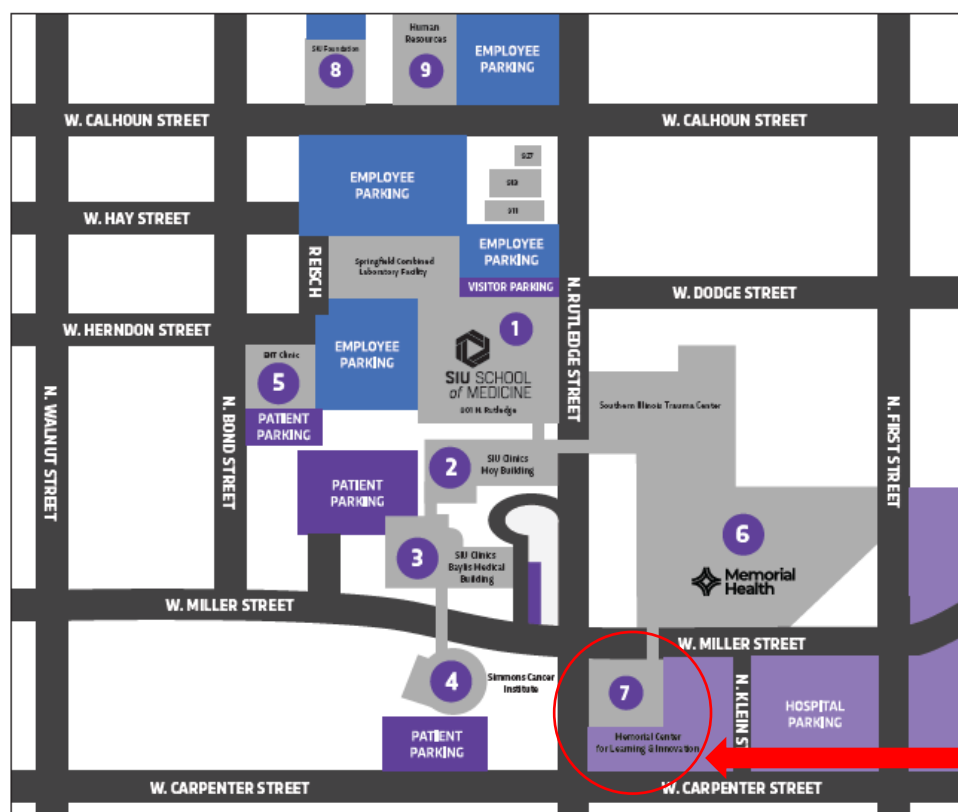 Human
Resources
SIU Foundation
8
9
EMPLOYEE
PARKING
W. CALHOUN STREET
W. CALHOUN STREET
EMPLOYEE
PARKING
W. HAY STREET
REISCH
Springfield Combined
Laboratory Facility
EMPLOYEE
PARKING
VISITOR PARKING
W. DODGE STREET
W. HERNDON STREET
1
SIU SCHOOL
of MEDICINE
801 N. Rutledge
EMPLOYEE
PARKING
ENT Clinic
5
PATIENT
PARKING
N. WALNUT STREET
N. BOND STREET
N. RUTLEDGE STREET
N. FIRST STREET
Southern Illinois Trauma Center
2
SIU Clinics
Moy Building
PATIENT
PARKING
3
SIU Clinics
Baylis Medical
Building
6
Memorial
Health
W. MILLER STREET
W. MILLER STREET
4
Simmons Cancer
Institute
7
Memorial Center
for Learning & Innovation
N. KLEIN ST
HOSPITAL
PARKING
PATIENT
PARKING
W. CARPENTER STREET
W. CARPENTER STREET